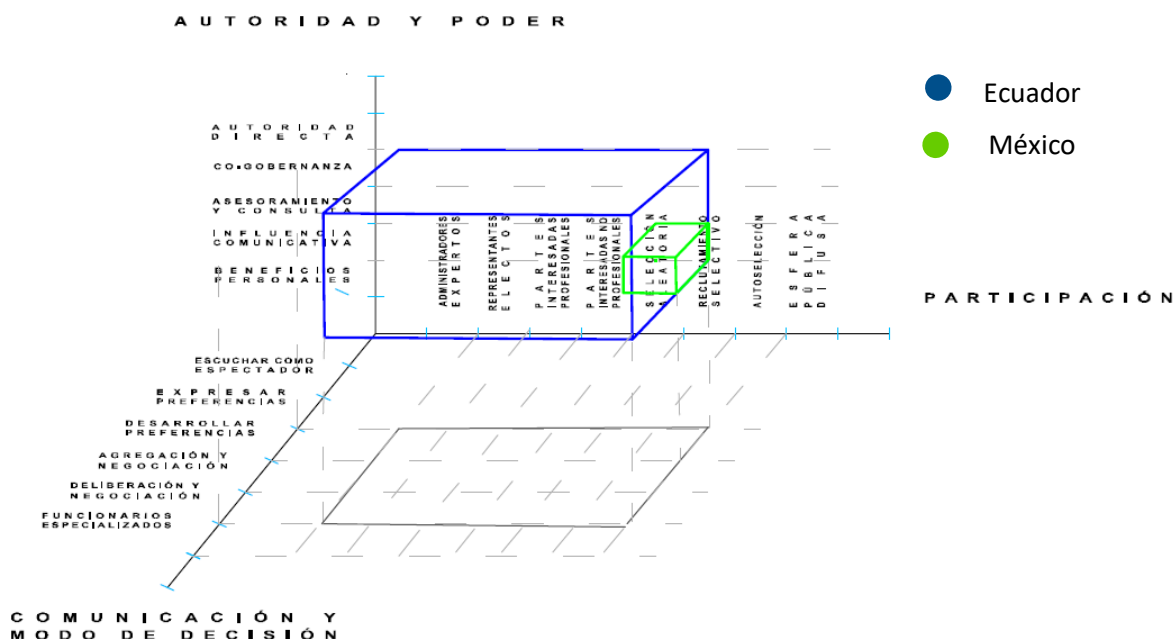 AUTORIDAD Y PODER
Ecuador
México
AUTORIDAD
DIRECTA
CO-GOBERNANZA
ASESORAMIENTO
Y CONSULTA
INFLUENCIA
COMUNICATIVA
BENEFICIOS
PERSONALES
ADMINISTRADORES
EXPERTOS
REPRESENTANTES
ELECTOS
PARTES
INTERESADAS
PROFESIONALES
PARTES
INTERESADAS NO
PROFESIONALES
SELECCIÓN
ALEATORIA
RECLUTAMIENTO
SELECTIVO
AUTOSELECCIÓN
ESFERA
PÚBLICA
DIFUSA
PARTICIPACIÓN
ESCUCHAR COMO
ESPECTADOR
EXPRESAR
PREFERENCIAS
DESARROLLAR
PREFERENCIAS
AGREGACIÓN Y
NEGOCIACIÓN
DELIBERACIÓN Y
NEGOCIACIÓN
FUNCIONARIOS
ESPECIALIZADOS
COMUNICACIÓN Y
MODO DE DECISIÓN